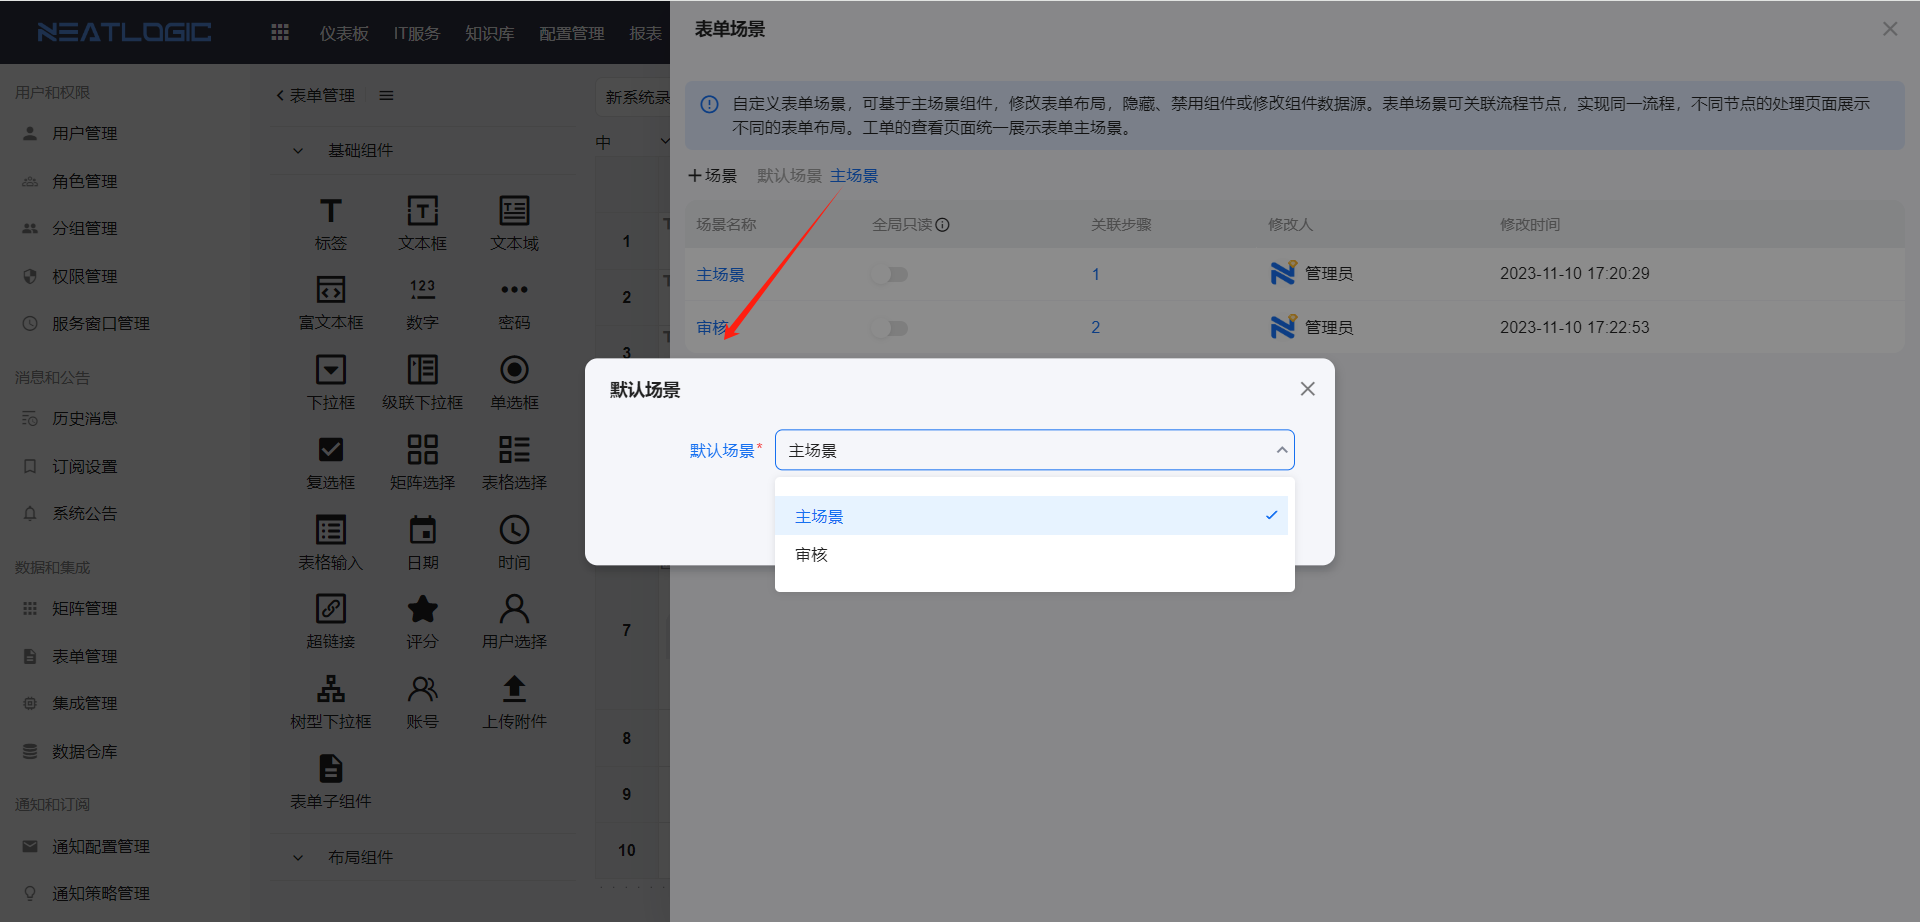 NEATLOGIC
仪表板
IT服务
知识库
配置管理
报表
用户和权限
用户管理
角色管理
分组管理
权限管理
服务窗口管理
消息和公告
历史消息
订阅设置
系统公告
数据和集成
矩阵管理
表单管理
集成管理
数据仓库
通知和订阅
通知配置管理
通知策略管理
表单管理
基础组件
标签
文本框
文本域
富文本框
数字
密码
下拉框
级联下拉框
单选框
复选框
矩阵选择
表格选择
表格输入
日期
时间
超链接
评分
用户选择
树型下拉框
账号
上传附件
表单子组件
布局组件
新系统录
中
1
2
3
7
8
9
10
表单场景
自定义表单场景，可基于主场景组件，修改表单布局，隐藏、禁用组件或修改组件数据源。表单场景可关联流程节点，实现同一流程，不同节点的处理页面展示
不同的表单布局。工单的查看页面统一展示表单主场景。
+场景
默认场景 主场景
场景名称
全局只读
关联步骤
修改人
修改时间
主场景
1
管理员
2023-11-10 17:20:29
审核
2
管理员
2023-11-10 17:22:53
默认场景
默认场景*
主场景
主场景
审核